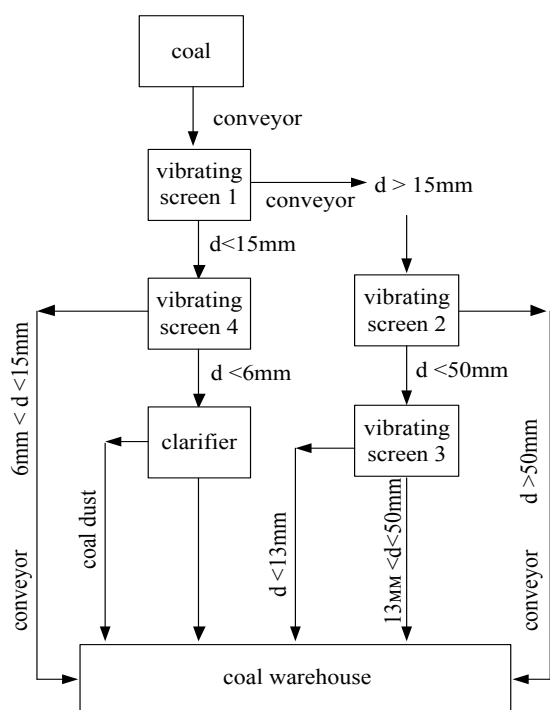 coal
conveyor
vibrating
screen 1
conveyor
d > 15mm
d<15mm
vibrating
screen 4
vibrating
screen 2
6mm < d <15mm
d <6mm
d <50mm
clarifier
vibrating
screen 3
d >50mm
coal dust
d <13mm
13мм <d<50mm
conveyor
conveyor
coal warehouse